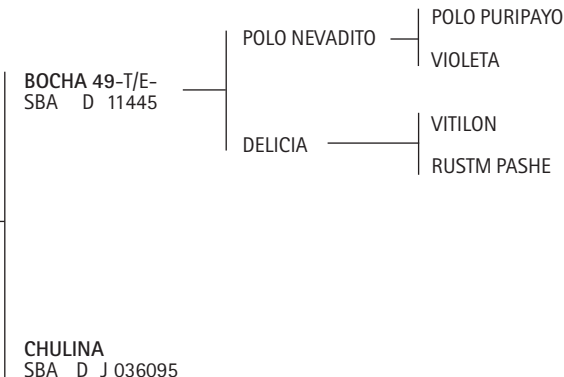 POLO PURIPAYO
POLO NEVADITO
VIOLETA
BOCHA 49-T/E-
SBA D 11445
VITILON
DELICIA
RUSTM PASHE
CHULINA
SBA D J 036095